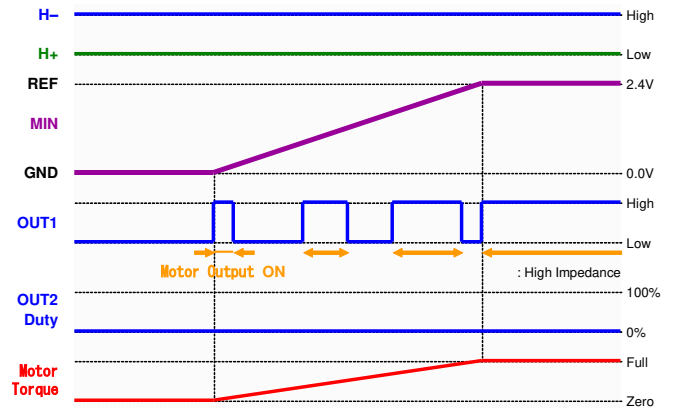 H– High
H+ Low
REF 2.4V
MIN
GND 0.0V
High
OUT1
Low
Motor Output ON
: High Impedance
OUT2 100%
Duty
0%
Motor Full
Torque
Zero